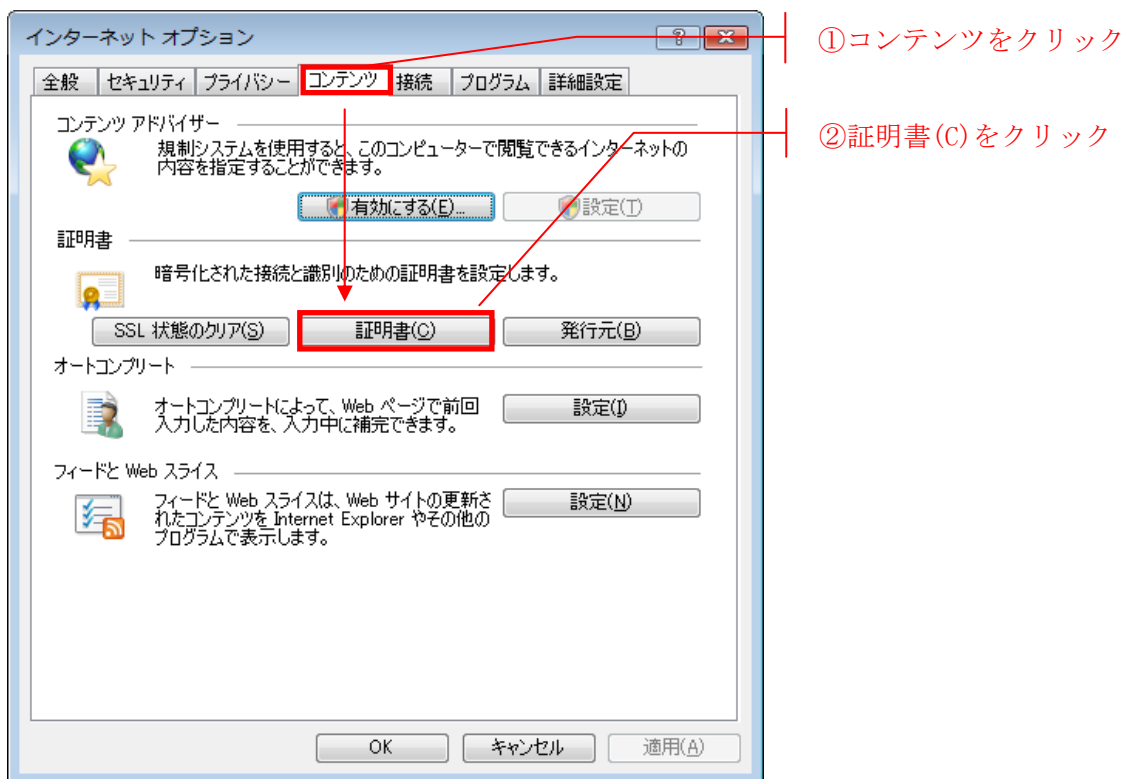 インターネット オプション
①コンテンツをクリック
全般 セキュリティ プライバシー コンテンツ 接続 プログラム 詳細設定
コンテンツ アドバイザー
規制システムを使用すると、このコンピューターで閲覧できるインターネットの
内容を指定することができます。
②証明書(C)をクリック
有効にする(E)... 設定(T)
証明書
暗号化された接続と識別のための証明書を設定します。
SSL 状態のクリア(S) 証明書(C) 発行元(B)
オートコンプリート
オートコンプリートによって、Web ページで前回
入力した内容を、入力中に補完できます。
設定(I)
フィードと Web スライス
フィードと Web スライスは、Web サイトの更新さ
れたコンテンツを Internet Explorer やその他の
プログラムで表示します。
設定(N)
OK キャンセル 適用(A)